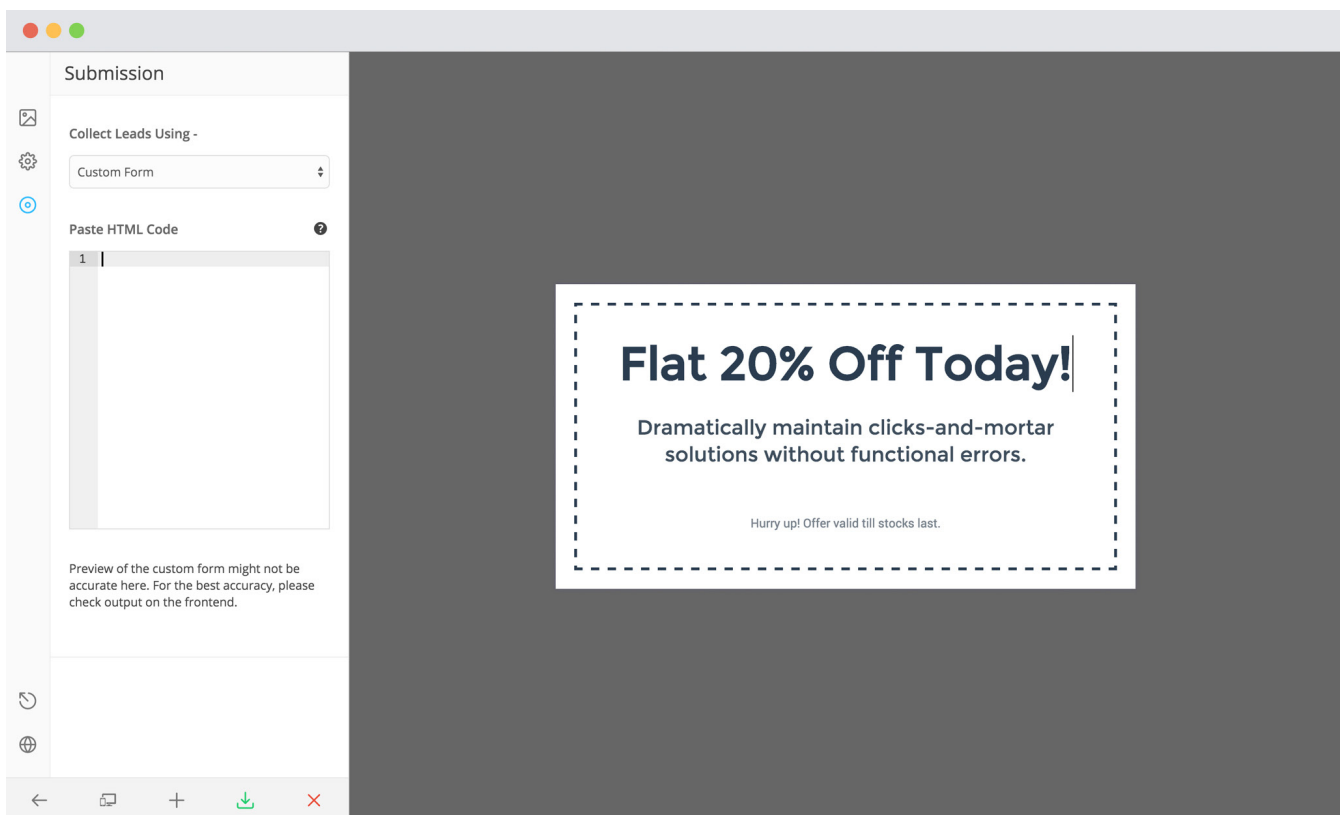 Submission
Collect Leads Using -
Custom Form
Paste HTML Code
1
Preview of the custom form might not be
accurate here. For the best accuracy, please
check output on the frontend.
Flat 20% Off Today!
Dramatically maintain clicks-and-mortar
solutions without functional errors.
Hurry up! Offer valid till stocks last.